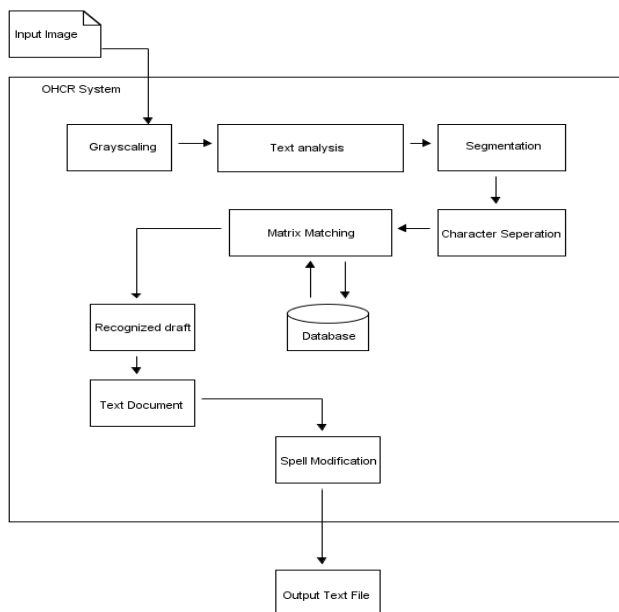 Input Image
OHCR System
Grayscaling
Text analysis
Segmentation
Matrix Matching
Character Seperation
Recognized draft
Database
Text Document
Spell Modification
Output Text File